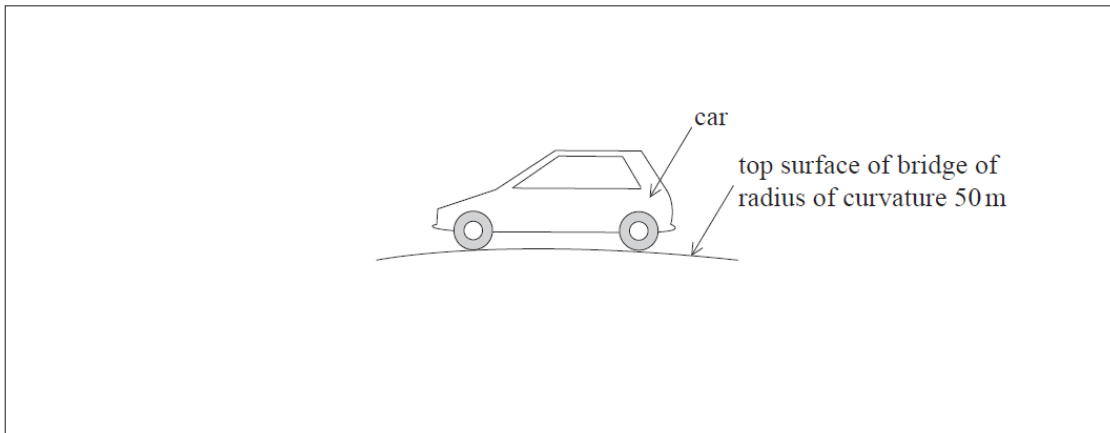 car
top surface of bridge of
radius of curvature 50 m